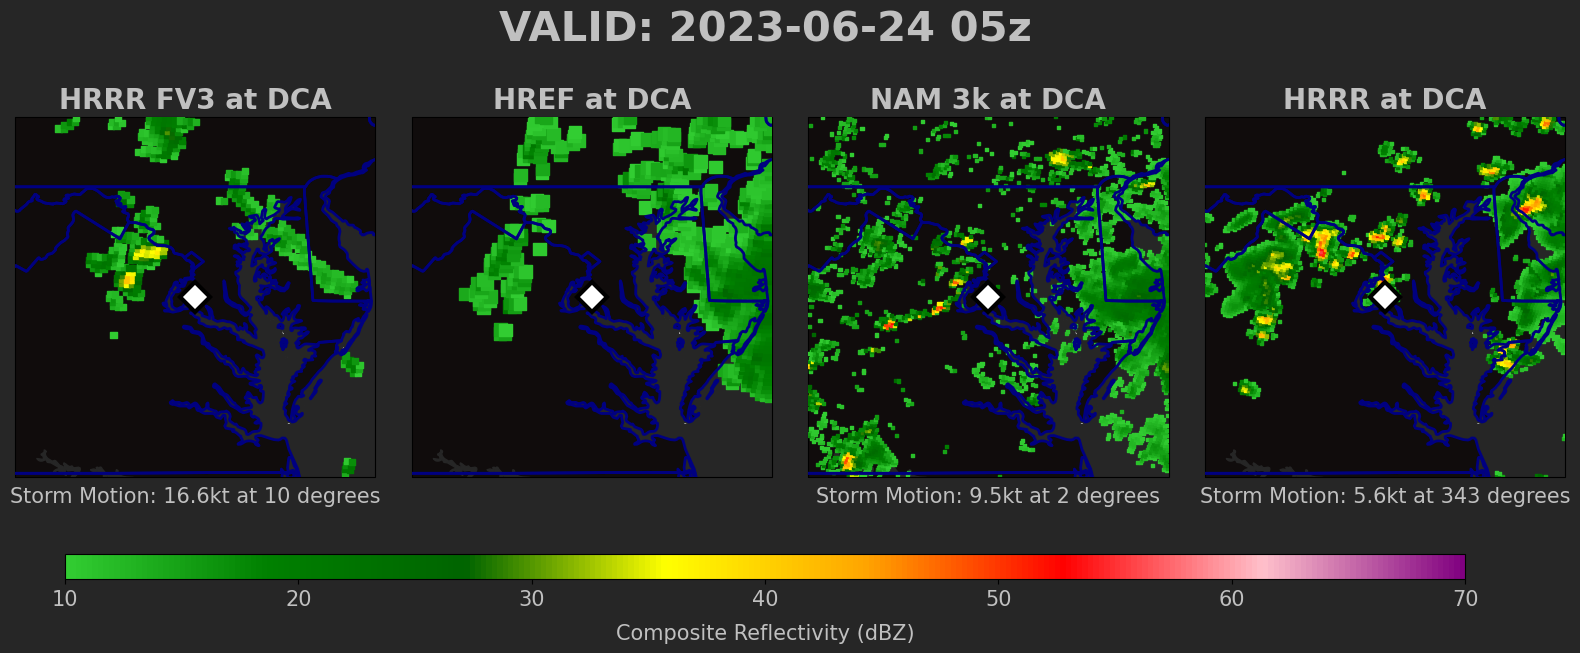 VALID: 2023-06-24 05z
HRRR FV3 at DCA
HREF at DCA
NAM 3k at DCA
HRRR at DCA
Storm Motion: 16.6kt at 10 degrees
Storm Motion: 9.5kt at 2 degrees
Storm Motion: 5.6kt at 343 degrees
10 20 30 40 50 60 70
Composite Reflectivity (dBZ)